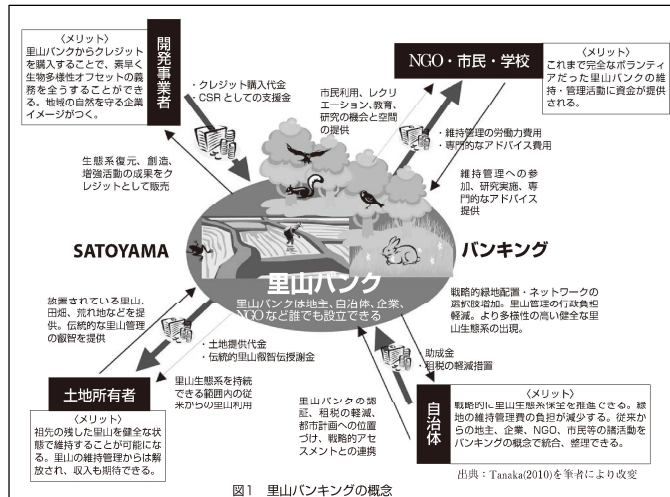 〈メリット〉
里山バンクからクレジット
を購入することで、素早く
生物多様性オフセットの義
務を全うすることができ
る。地域の自然を守る企業
イメージがつく。
開発事業者
・クレジット購入代金
・CSRとしての支援金
生態系復元、創造、
増強活動の成果をク
レジットとして販売
NGO・市民・学校
〈メリット〉
これまで完全なボランティ
アだった里山バンクの維
持・管理活動に資金が提
供される。
市民利用、レクリ
エーション、教育、
研究の機会と空間
の提供
・維持管理の労働力費用
・専門的なアドバイス費用
維持管理への参
加、研究実施、専
門的なアドバイス
提供
SATOYAMA
バンキング
里山バンク
里山バンクは地主、自治体、企業、
NGOなど誰でも設立できる
放置されている里山、
田畑、荒れ地などを提
供。伝統的な里山管理
の叡智を提供
・土地提供代金
・伝統的里山叡智伝授謝金
里山生態系を持続
できる範囲内の従
来からの里山利用
土地所有者
〈メリット〉
祖先の残した里山を健全な状
態で維持することが可能にな
る。里山の維持管理からは解
放され、収入も期待できる。
戦略的緑地配置・ネットワークの
選択肢増加。里山管理の行政負担
軽減。より多様性の高い健全な里
山生態系の出現。
助成金
・租税の軽減措置
里山バンクの認
証、租税の軽減、
都市計画への位置
づけ、戦略的アセ
スメントとの連携
自治体
〈メリット〉
戦略的に里山生態系保全を推進できる。緑
地の維持管理費の負担が減少する。従来か
らの地主、企業、NGO、市民等の諸活動を
バンキングの概念で統合、整理できる。
出典：Tanaka(2010)を筆者により改変
図1 里山バンキングの概念